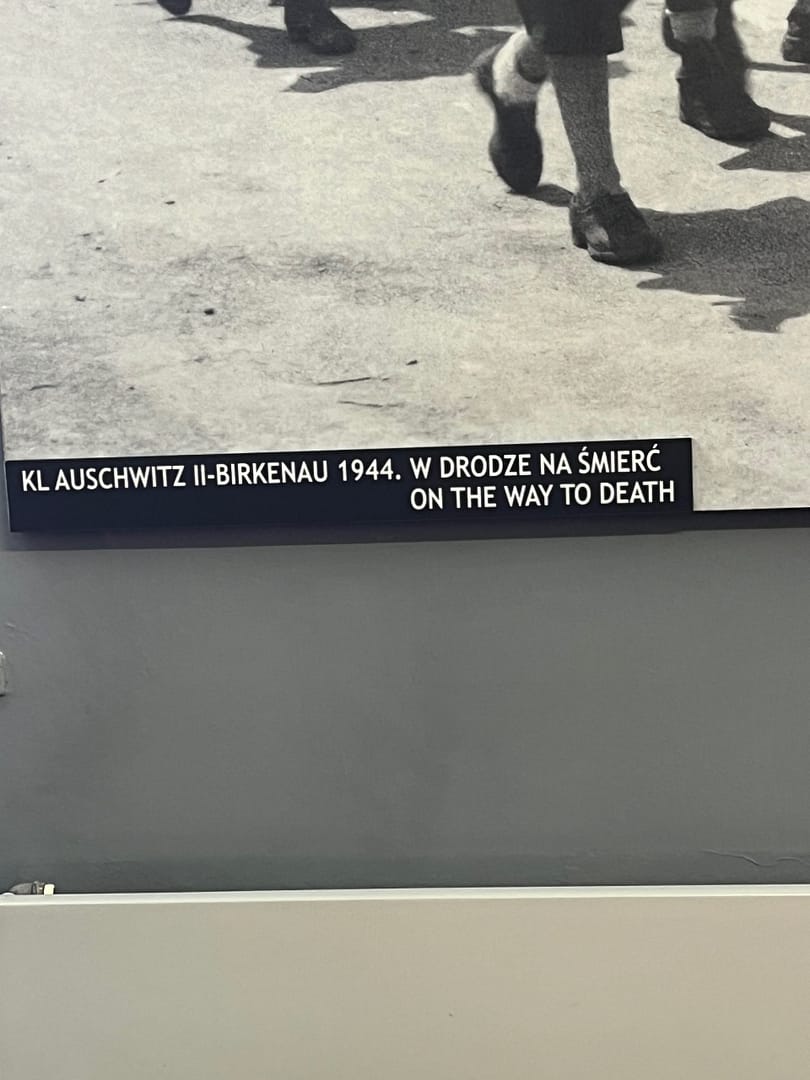 KL AUSCHWITZ II-BIRKENAU 1944. W DRODZE NA ŚMIERĆ
ON THE WAY TO DEATH